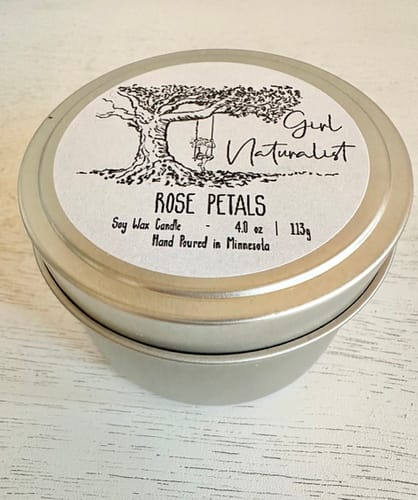 Girl
Naturalist
ROSE PETALS
Soy Wax Candle - 4.0 oz | 113g
Hand Poured in Minnesota